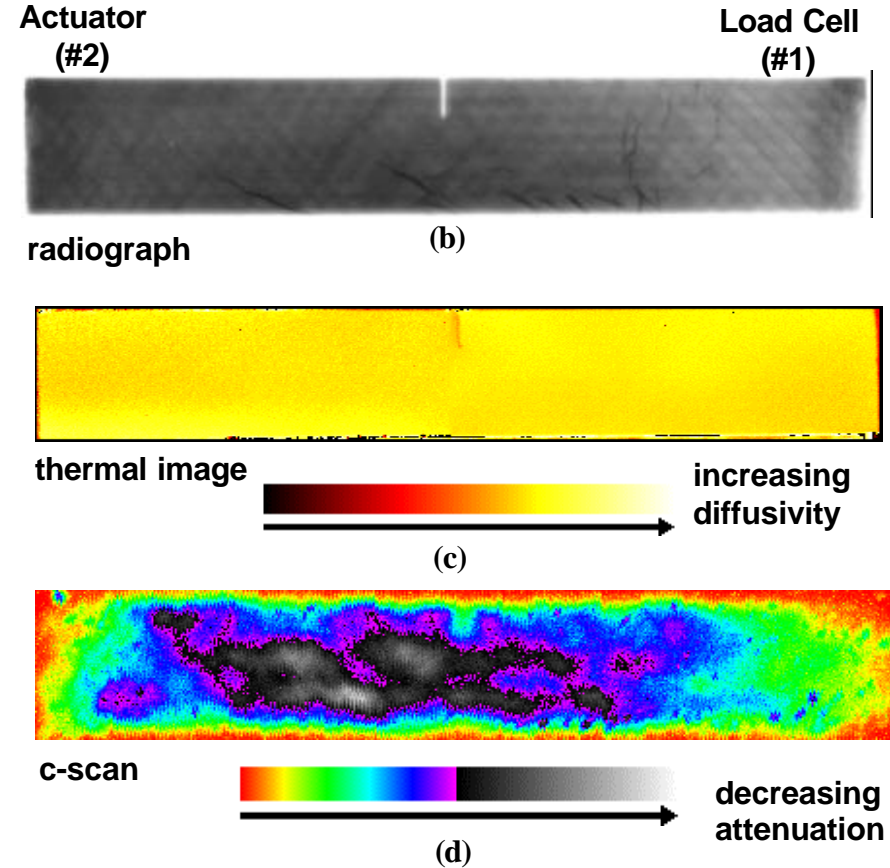 Actuator
(#2)
Load Cell
(#1)
(b)
radiograph
thermal image
increasing
diffusivity
(c)
c-scan
decreasing
attenuation
(d)